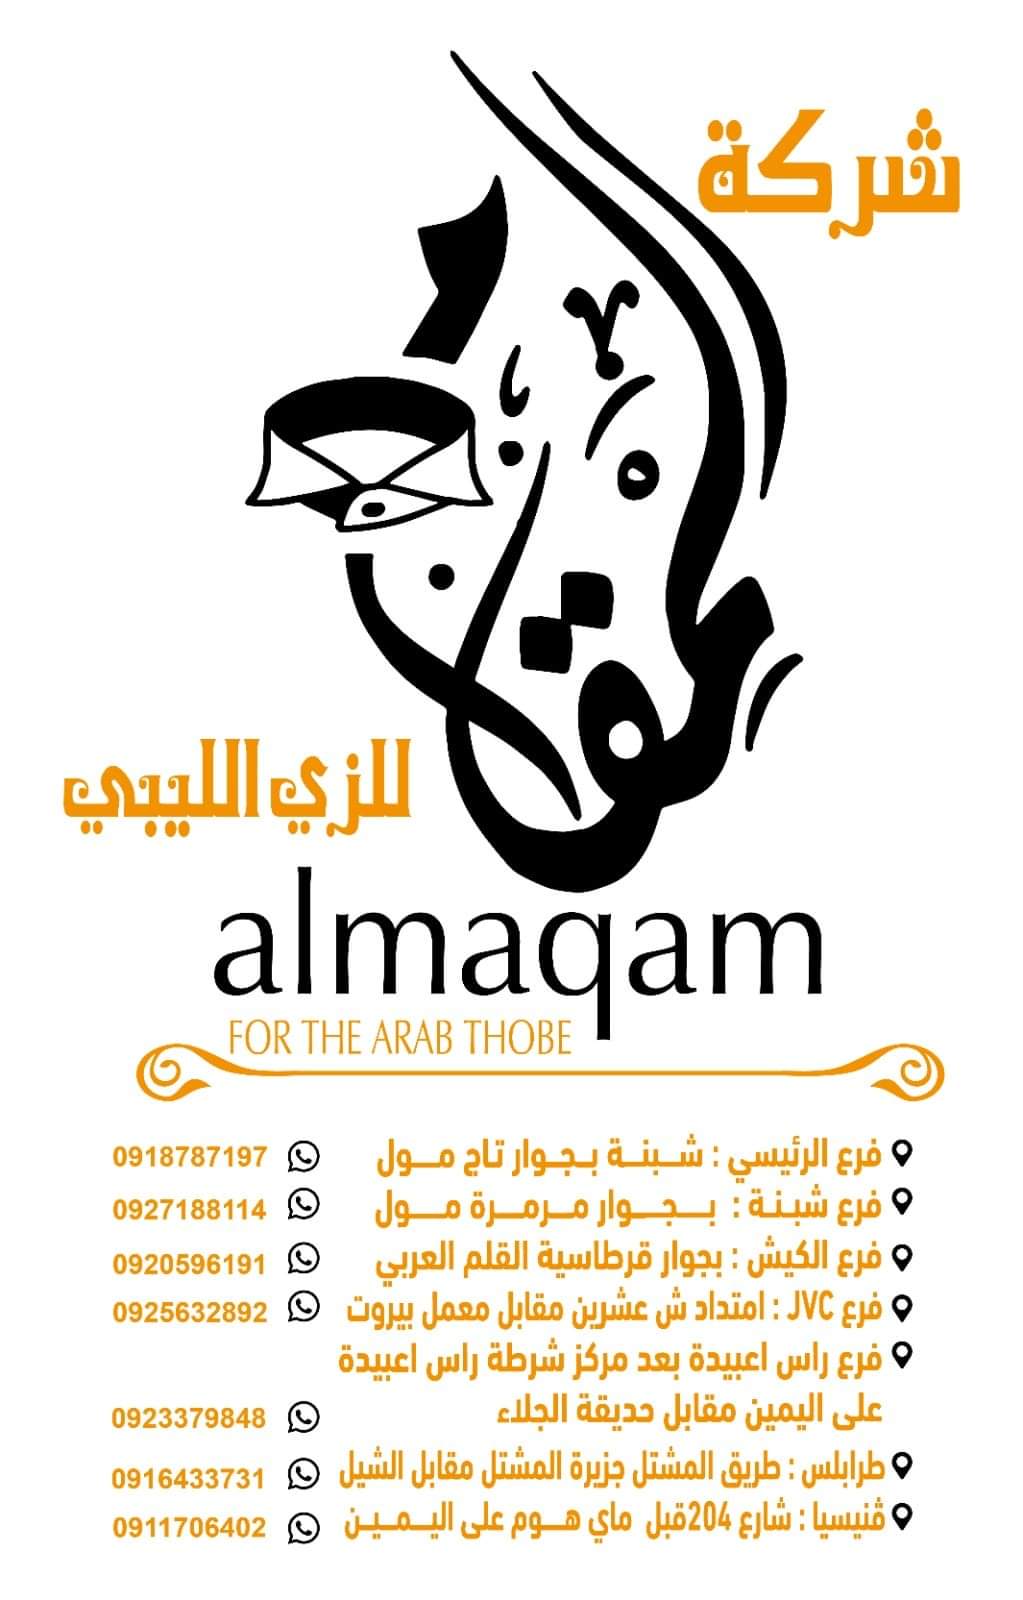 شركة
المقام
للزي الليبي
almaqam
FOR THE ARAB THOBE
فرع الرئيسي : شبنة بجوار تاج مول 0918787197
فرع شبنة : بجوار مرمرة مول 0927188114
فرع الكيش : بجوار قرطاسية القلم العربي 0920596191
فرع JVC : امتداد ش عشرين مقابل معمل بيروت 0925632892
فرع راس اعبيدة بعد مركز شرطة راس اعبيدة
على اليمين مقابل حديقة الجلاء 0923379848
طرابلس : طريق المشتل جزيرة المشتل مقابل الشيل 0916433731
ڤنيسيا : شارع 204قبل ماي هوم على اليمين 0911706402